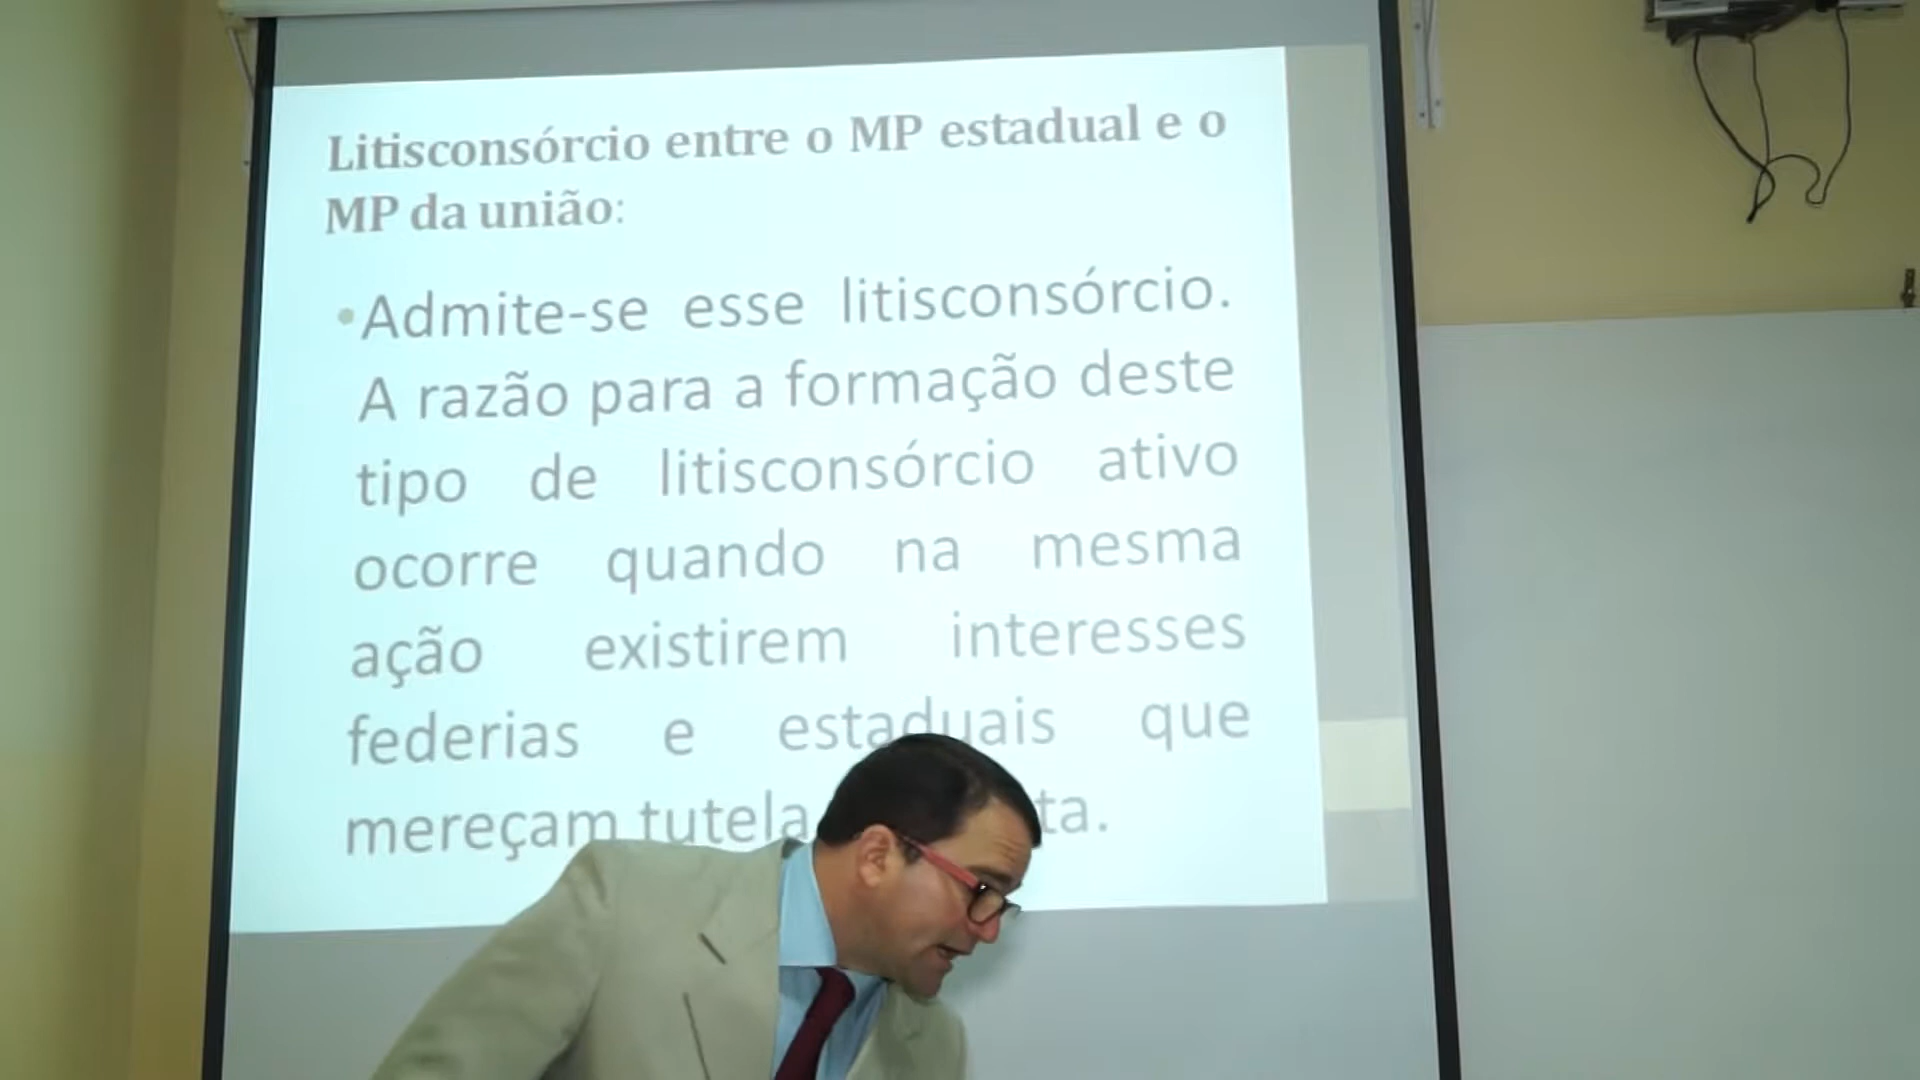 Litisconsórcio entre o MP estadual e o
MP da união:
•Admite-se esse litisconsórcio.
A razão para a formação deste
tipo de litisconsórcio ativo
ocorre quando na mesma
ação existirem interesses
federias e estaduais que
mereçam tutela